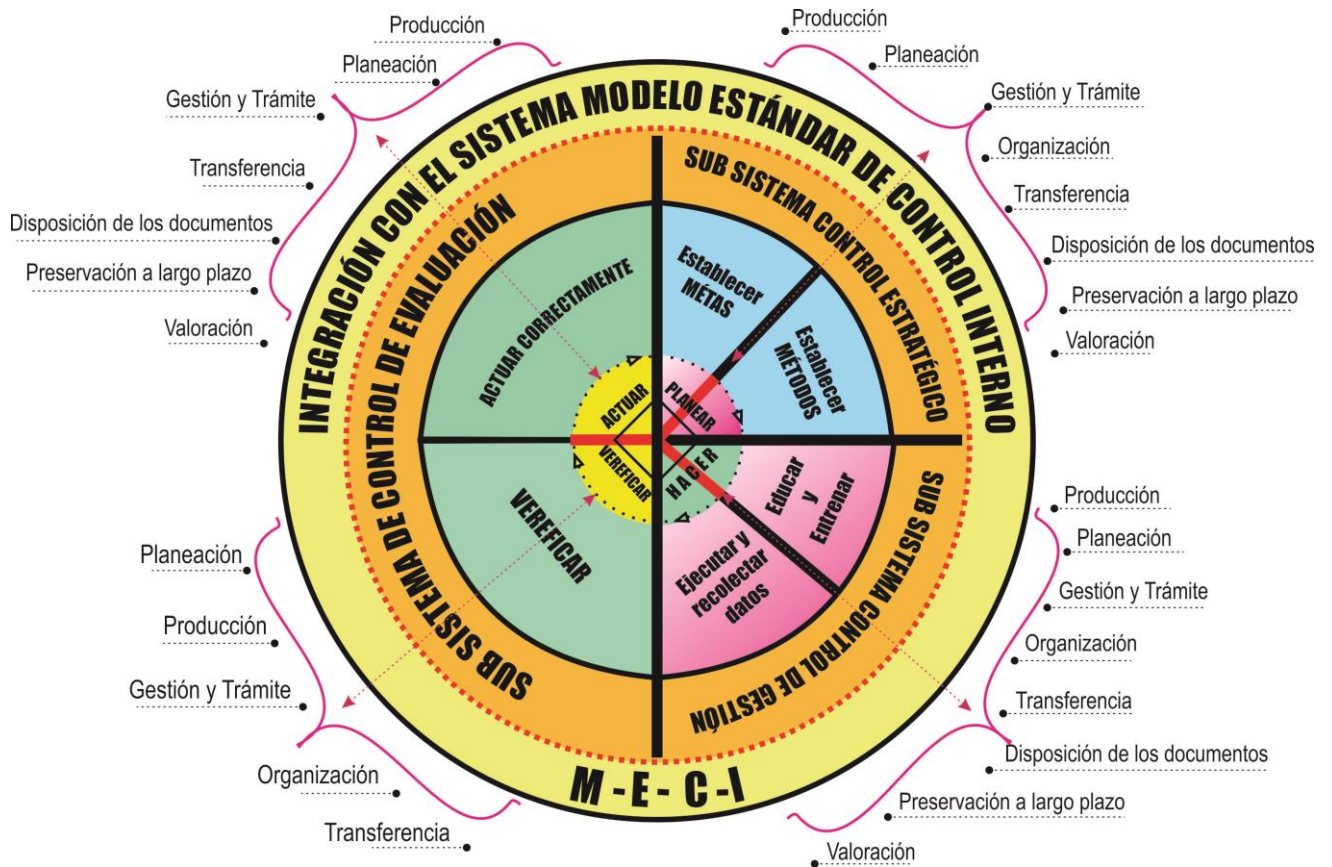 Producción
Planeación
Gestión y Trámite
Transferencia
Disposición de los documentos
Preservación a largo plazo
Valoración
Producción
Planeación
Gestión y Trámite
Organización
Transferencia
Disposición de los documentos
Preservación a largo plazo
Valoración
INTEGRACIÓN CON EL SISTEMA MODELO ESTÁNDAR DE CONTROL INTERNO
SUB SISTEMA DE CONTROL DE EVALUACIÓN
SUB SISTEMA CONTROL ESTRATÉGICO
ACTUAR CORRECTAMENTE
Establecer
MÉTAS
Establecer
MÉTODOS
ACTUAR
PLANEAR
VEREFICAR
HACER
VEREFICAR
Educar
y
Entrenar
Ejecutar y
recolectar
datos
SUB SISTEMA CONTROL DE GESTIÓN
M - E - C - I
Planeación
Producción
Gestión y Trámite
Organización
Transferencia
Producción
Planeación
Gestión y Trámite
Organización
Transferencia
Disposición de los documentos
Preservación a largo plazo
Valoración